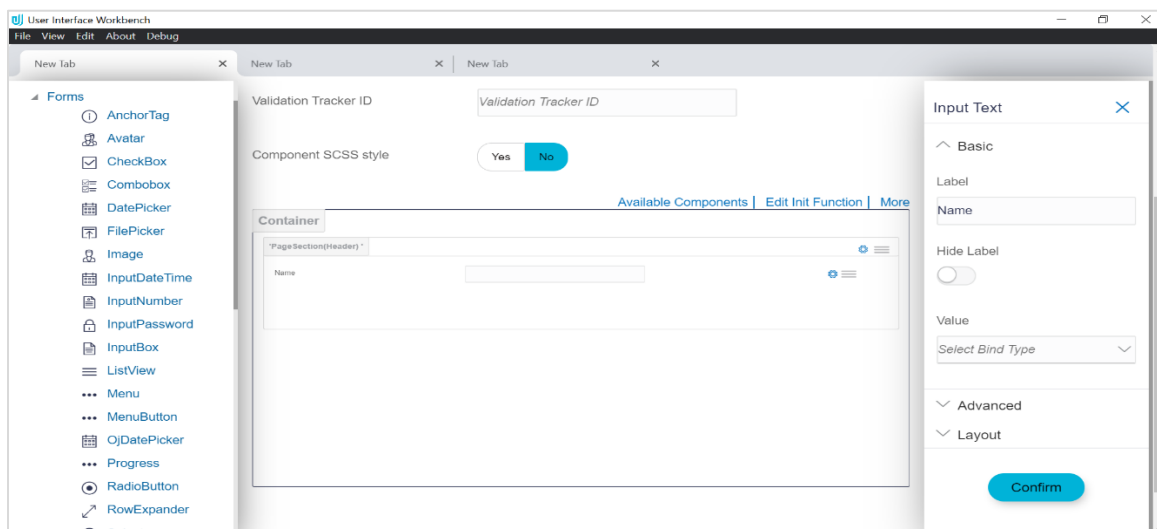 User Interface Workbench
File View Edit About Debug
New Tab
New Tab
New Tab
Forms
AnchorTag
Avatar
CheckBox
Combobox
DatePicker
FilePicker
Image
InputDateTime
InputNumber
InputPassword
InputBox
ListView
Menu
MenuButton
OjDatePicker
Progress
RadioButton
RowExpander
Validation Tracker ID
Validation Tracker ID
Component SCSS style
Yes No
Available Components | Edit Init Function | More
Container
'PageSection(Header) '
Name
Input Text
Basic
Label
Name
Hide Label
Value
Select Bind Type
Advanced
Layout
Confirm